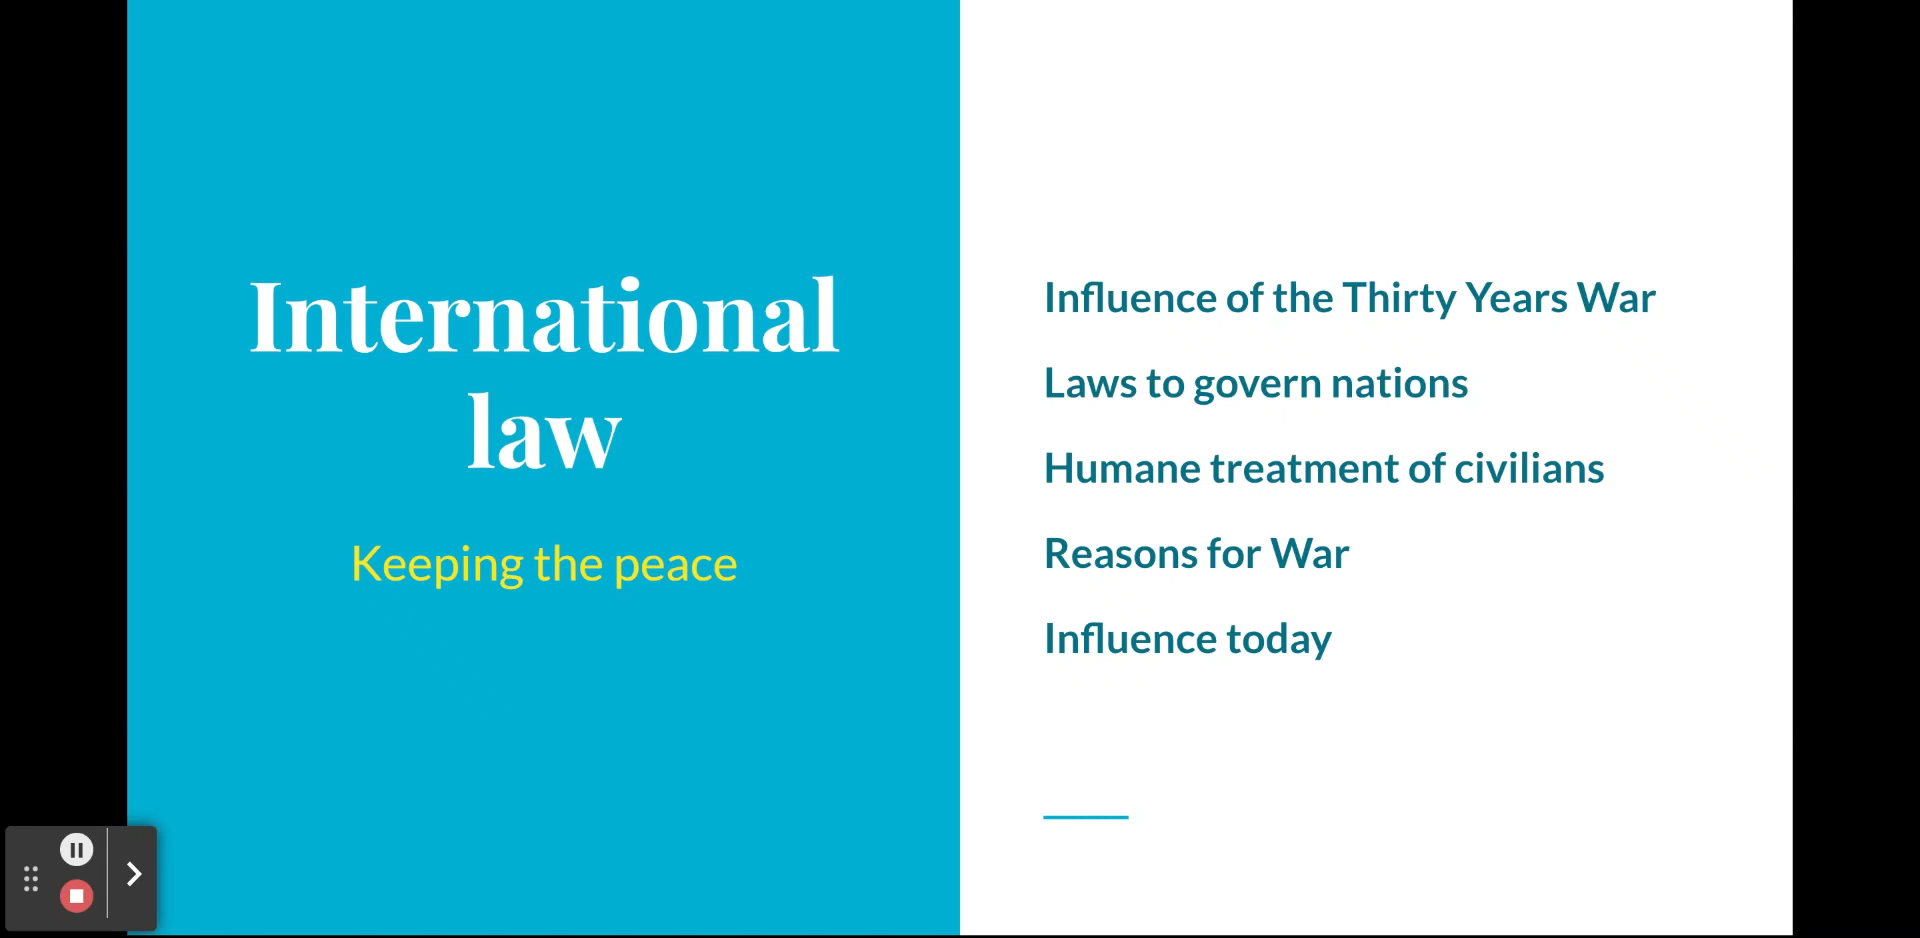 International
law
Keeping the peace
Influence of the Thirty Years War
Laws to govern nations
Humane treatment of civilians
Reasons for War
Influence today